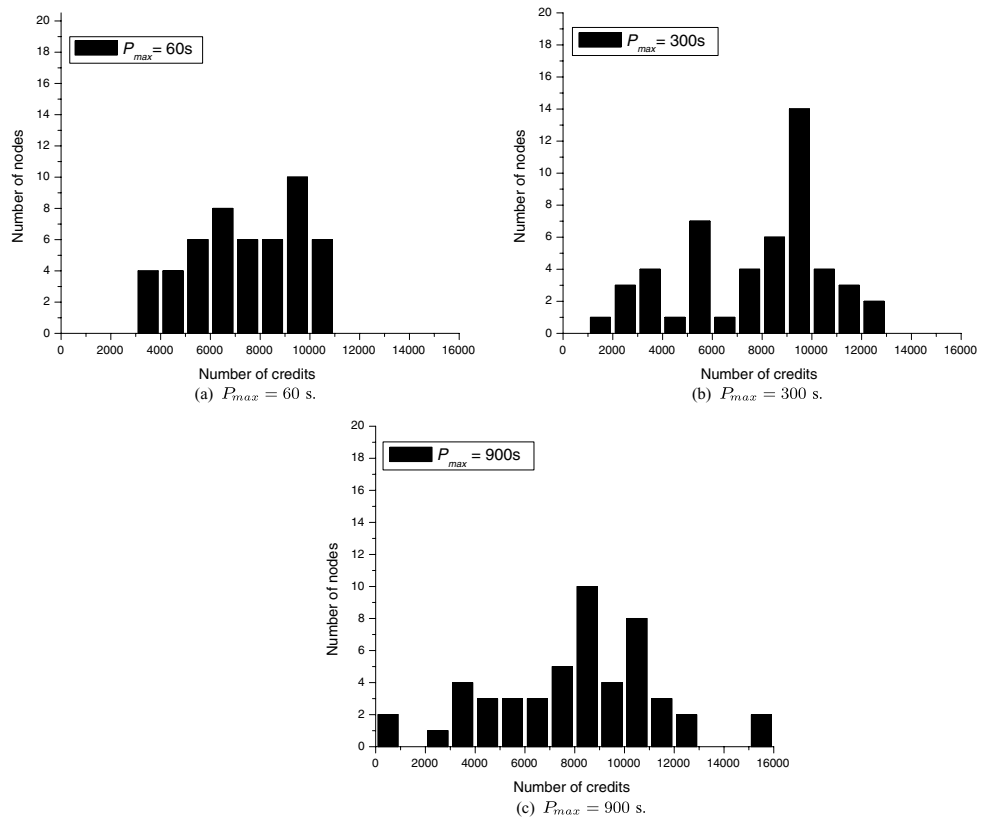 20
18
16
14
12
10
8
6
4
2
0
Number of nodes
P_max = 60s
0 2000 4000 6000 8000 10000 12000 14000 16000
Number of credits
(a) P_max = 60 s.
20
18
16
14
12
10
8
6
4
2
0
Number of nodes
P_max = 300s
0 2000 4000 6000 8000 10000 12000 14000 16000
Number of credits
(b) P_max = 300 s.
20
18
16
14
12
10
8
6
4
2
0
Number of nodes
P_max = 900s
0 2000 4000 6000 8000 10000 12000 14000 16000
Number of credits
(c) P_max = 900 s.